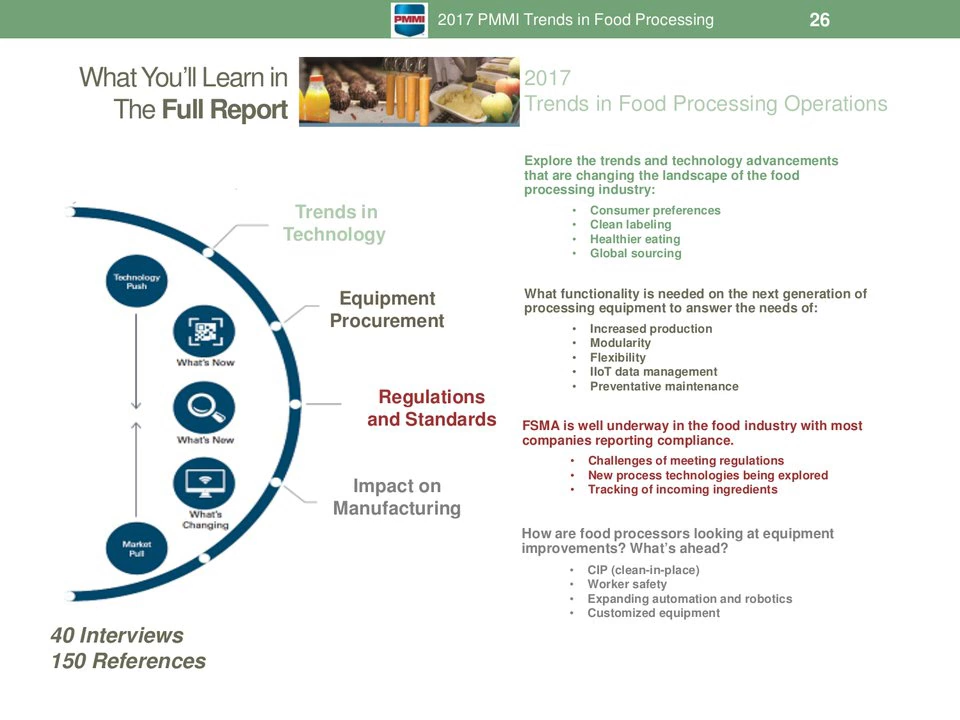 PMMI
2017 PMMI Trends in Food Processing
26
What You’ll Learn in
The Full Report
2017
Trends in Food Processing Operations
Explore the trends and technology advancements
that are changing the landscape of the food
processing industry:
• Consumer preferences
• Clean labeling
• Healthier eating
• Global sourcing
Trends in
Technology
Technology
Push
Equipment
Procurement
What functionality is needed on the next generation of
processing equipment to answer the needs of:
• Increased production
• Modularity
• Flexibility
• IIoT data management
• Preventative maintenance
What's Now
Regulations
and Standards
FSMA is well underway in the food industry with most
companies reporting compliance.
• Challenges of meeting regulations
• New process technologies being explored
• Tracking of incoming ingredients
What's New
Impact on
Manufacturing
What's
Changing
Market
Pull
How are food processors looking at equipment
improvements? What’s ahead?
• CIP (clean-in-place)
• Worker safety
• Expanding automation and robotics
• Customized equipment
40 Interviews
150 References